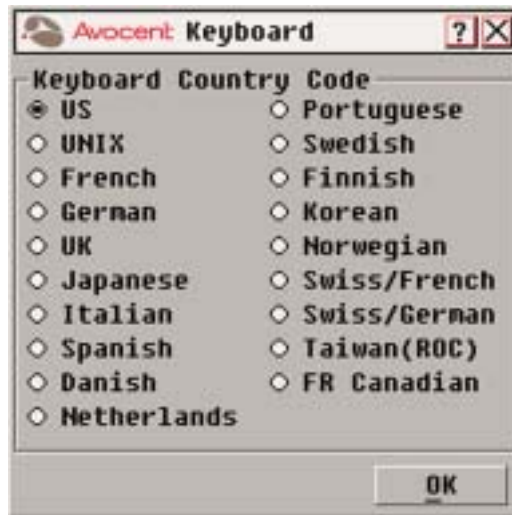 Avocent Keyboard ? X
Keyboard Country Code
US
UNIX
French
German
UK
Japanese
Italian
Spanish
Danish
Netherlands
Portuguese
Swedish
Finnish
Korean
Norwegian
Swiss/French
Swiss/German
Taiwan(ROC)
FR Canadian
OK